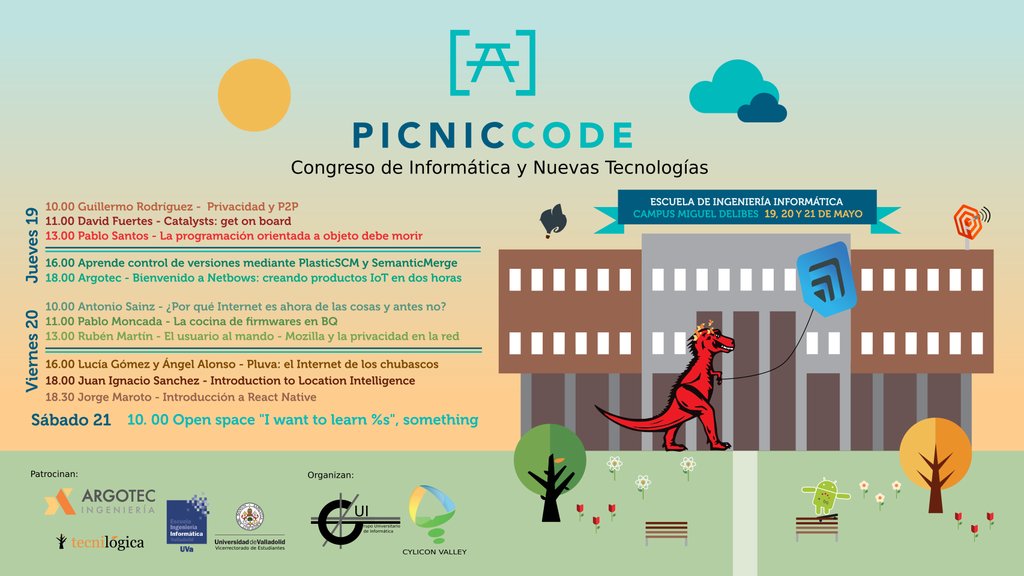 PICNICCODE
Congreso de Informática y Nuevas Tecnologías
ESCUELA DE INGENIERÍA INFORMÁTICA
CAMPUS MIGUEL DELIBES 19, 20 Y 21 DE MAYO
Jueves 19
10.00 Guillermo Rodríguez - Privacidad y P2P
11.00 David Fuertes - Catalysts: get on board
13.00 Pablo Santos - La programación orientada a objeto debe morir
16.00 Aprende control de versiones mediante PlasticSCM y SemanticMerge
18.00 Argotec - Bienvenido a Netbows: creando productos IoT en dos horas
Viernes 20
10.00 Antonio Sainz - ¿Por qué Internet es ahora de las cosas y antes no?
11.00 Pablo Moncada - La cocina de firmwares en BQ
13.00 Rubén Martín - El usuario al mando - Mozilla y la privacidad en la red
16.00 Lucía Gómez y Ángel Alonso - Pluva: el Internet de los chubascos
18.00 Juan Ignacio Sanchez - Introduction to Location Intelligence
18.30 Jorge Maroto - Introducción a React Native
Sábado 21 10. 00 Open space "I want to learn %s", something
Patrocinan:
ARGOTEC
INGENIERÍA
tecnilógica
Escuela
Ingeniería
Informática
Valladolid
UVa
Universidad de Valladolid
Vicerrectorado de Estudiantes
Organizan:
GUI
Grupo Universitario
de Informática
CYLICON VALLEY